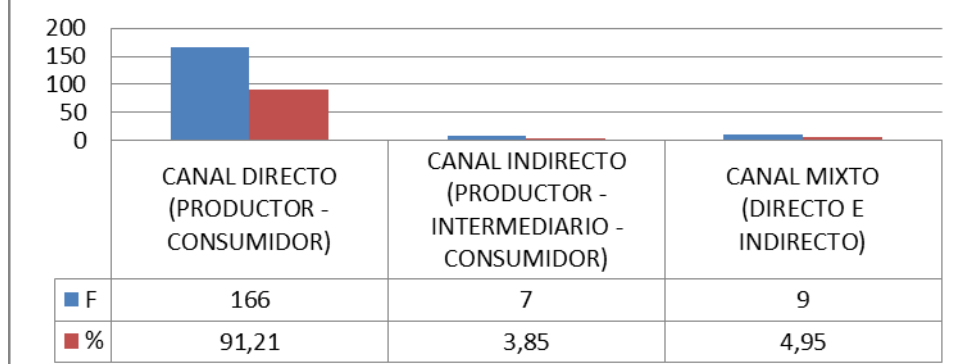 200
150
100
50
0
CANAL DIRECTO
(PRODUCTOR -
CONSUMIDOR)
CANAL INDIRECTO
(PRODUCTOR -
INTERMEDIARIO -
CONSUMIDOR)
CANAL MIXTO
(DIRECTO E
INDIRECTO)
F 166 7 9
% 91,21 3,85 4,95